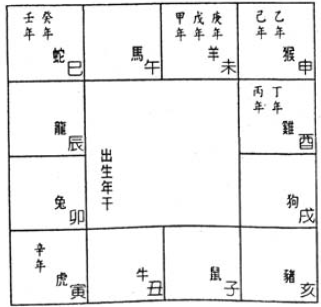 癸年
壬年
蛇巳
馬午
庚年
戊年
甲年
羊未
乙年
己年
猴申
龍辰
丁年
丙年
雞酉
出生年干
兔卯
狗戌
辛年
虎寅
牛丑
鼠子
豬亥